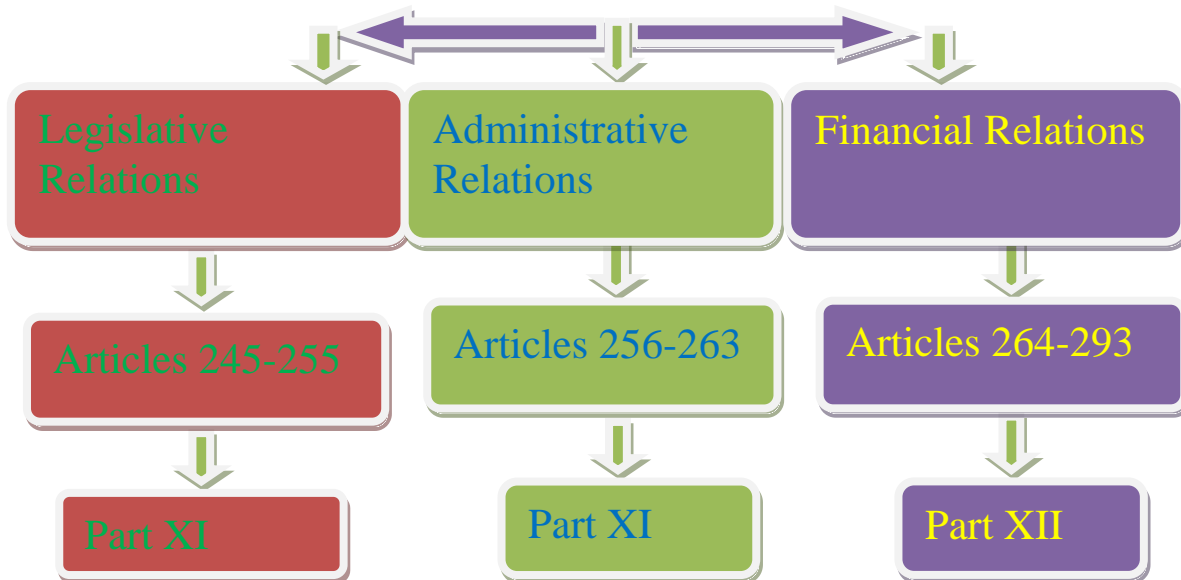 Legislative
Relations
Administrative
Relations
Financial Relations
Articles 245-255
Articles 256-263
Articles 264-293
Part XI
Part XI
Part XII